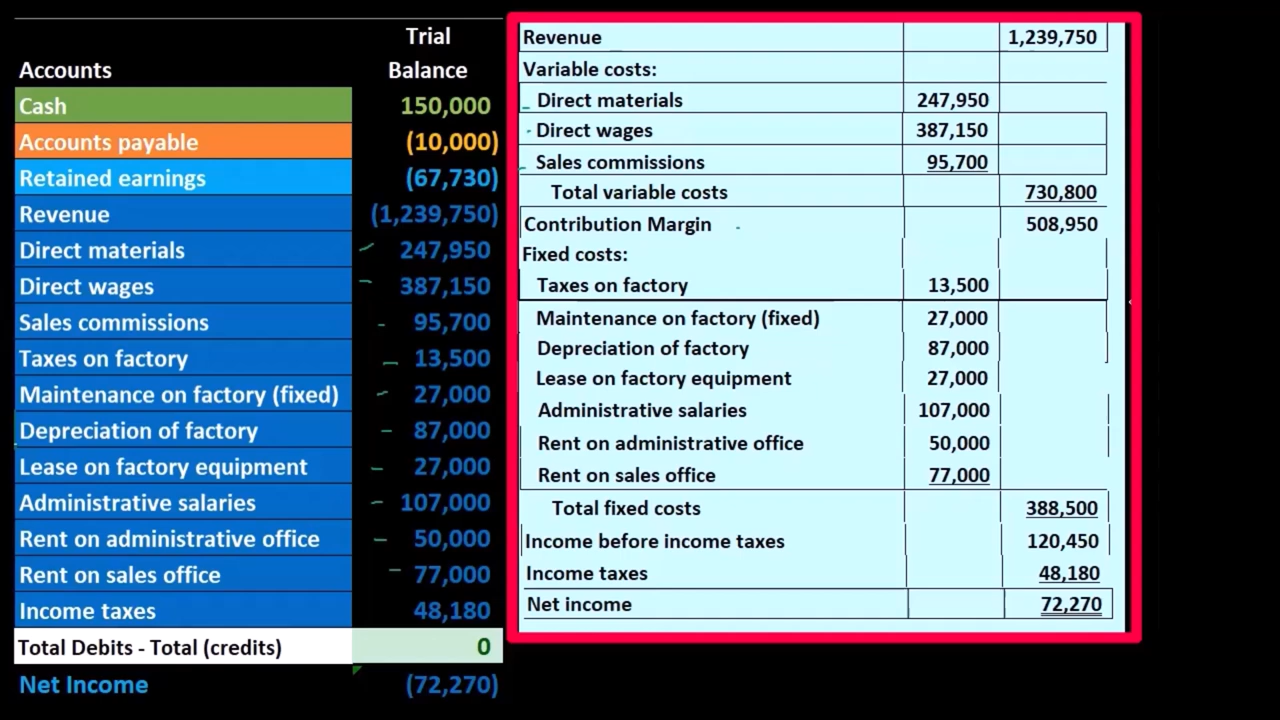 Trial
Accounts Balance
Cash 150,000
Accounts payable (10,000)
Retained earnings (67,730)
Revenue (1,239,750)
Direct materials 247,950
Direct wages 387,150
Sales commissions 95,700
Taxes on factory 13,500
Maintenance on factory (fixed) 27,000
Depreciation of factory 87,000
Lease on factory equipment 27,000
Administrative salaries 107,000
Rent on administrative office 50,000
Rent on sales office 77,000
Income taxes 48,180
Total Debits - Total (credits) 0
Net Income (72,270)
Revenue 1,239,750
Variable costs:
Direct materials 247,950
Direct wages 387,150
Sales commissions 95,700
Total variable costs 730,800
Contribution Margin 508,950
Fixed costs:
Taxes on factory 13,500
Maintenance on factory (fixed) 27,000
Depreciation of factory 87,000
Lease on factory equipment 27,000
Administrative salaries 107,000
Rent on administrative office 50,000
Rent on sales office 77,000
Total fixed costs 388,500
Income before income taxes 120,450
Income taxes 48,180
Net income 72,270